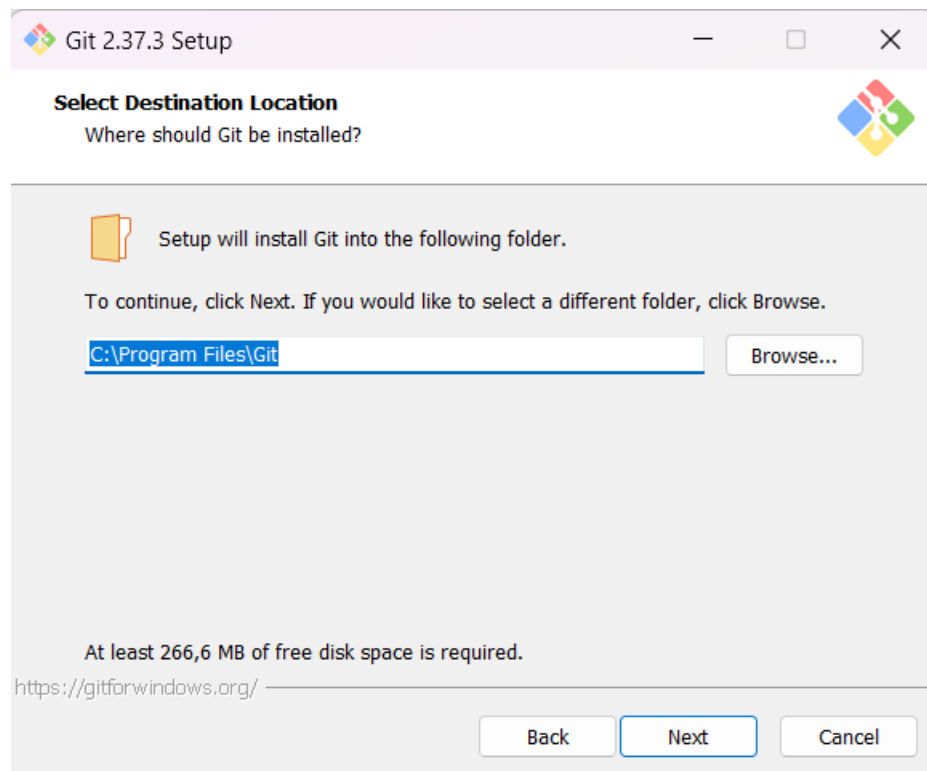 Git 2.37.3 Setup
Select Destination Location
Where should Git be installed?
Setup will install Git into the following folder.
To continue, click Next. If you would like to select a different folder, click Browse.
C:\Program Files\Git
Browse...
At least 266,6 MB of free disk space is required.
https://gitforwindows.org/
Back
Next
Cancel